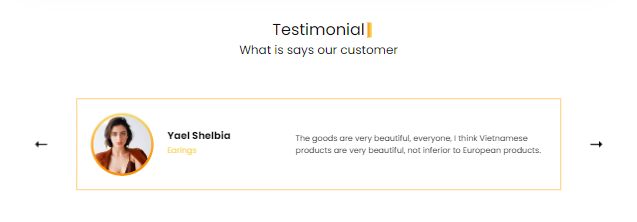 Testimonial
What is says our customer
Yael Shelbia
Earings
The goods are very beautiful, everyone, I think Vietnamese
products are very beautiful, not inferior to European products.